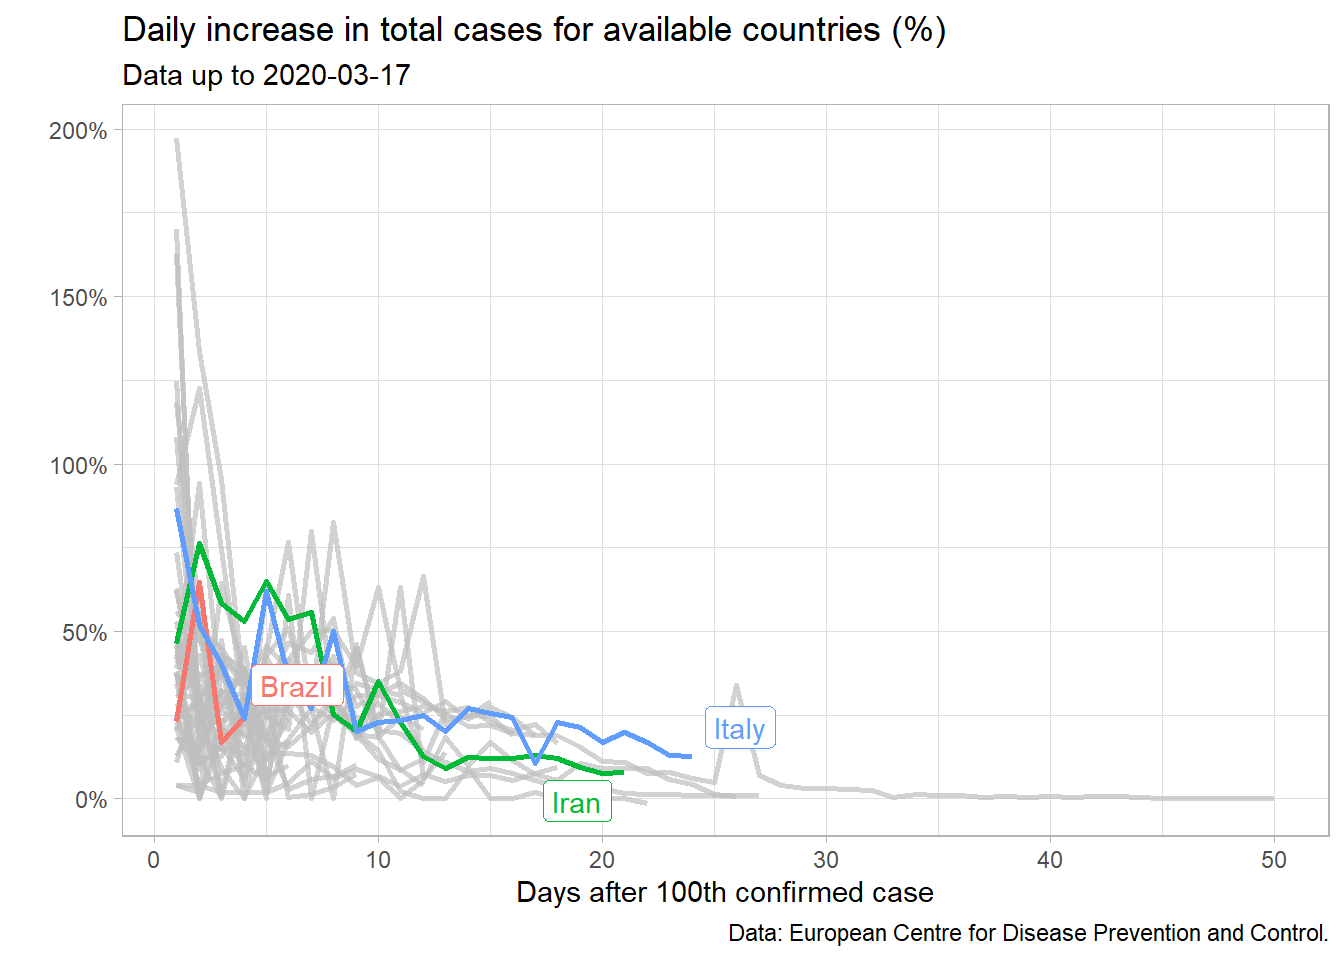 Daily increase in total cases for available countries (%)
Data up to 2020-03-17
200%
150%
100%
50%
0%
Brazil
Italy
Iran
0 10 20 30 40 50
Days after 100th confirmed case
Data: European Centre for Disease Prevention and Control.